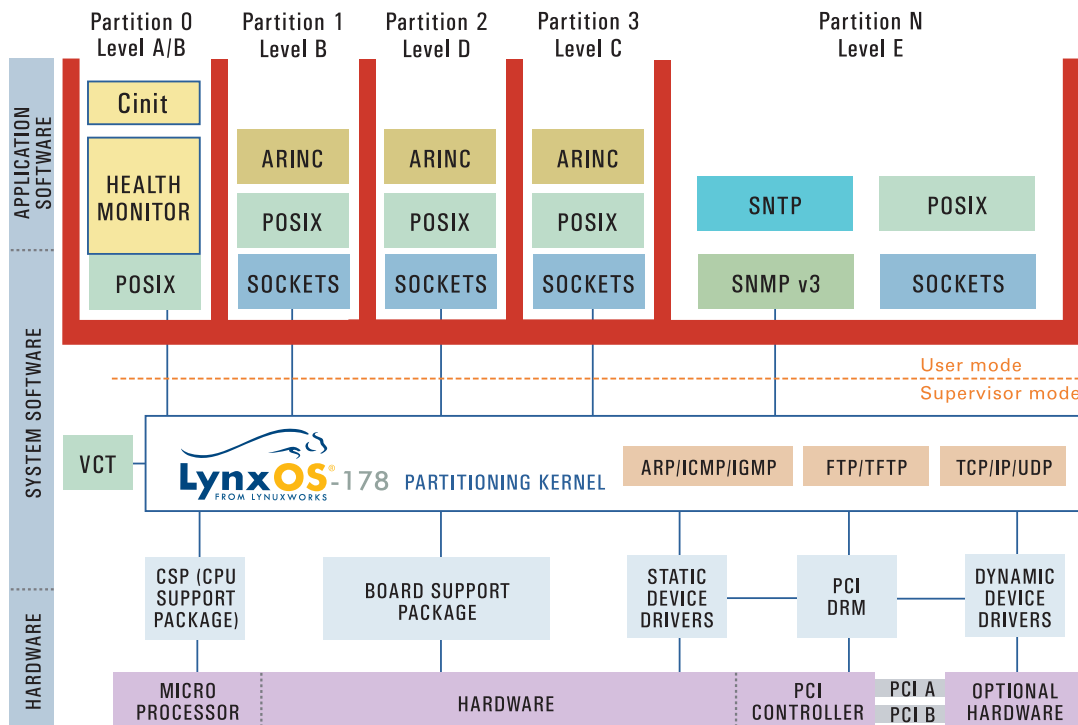 Partition 0
Level A/B
Partition 1
Level B
Partition 2
Level D
Partition 3
Level C
Partition N
Level E
APPLICATION
SOFTWARE
Cinit
HEALTH
MONITOR
POSIX
ARINC
POSIX
SOCKETS
ARINC
POSIX
SOCKETS
ARINC
POSIX
SOCKETS
SNTP
POSIX
SNMP v3
SOCKETS
SYSTEM SOFTWARE
User mode
Supervisor mode
VCT
LynxOS®-178 PARTITIONING KERNEL
FROM LYNUXWORKS
ARP/ICMP/IGMP
FTP/TFTP
TCP/IP/UDP
CSP (CPU
SUPPORT
PACKAGE)
BOARD SUPPORT
PACKAGE
STATIC
DEVICE
DRIVERS
PCI
DRM
DYNAMIC
DEVICE
DRIVERS
HARDWARE
MICRO
PROCESSOR
HARDWARE
PCI
CONTROLLER
PCI A
PCI B
OPTIONAL
HARDWARE